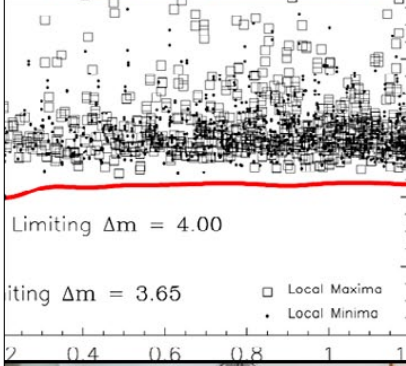 Limiting Δm = 4.00
iting Δm = 3.65
Local Maxima
Local Minima
2 0.4 0.6 0.8 1 1